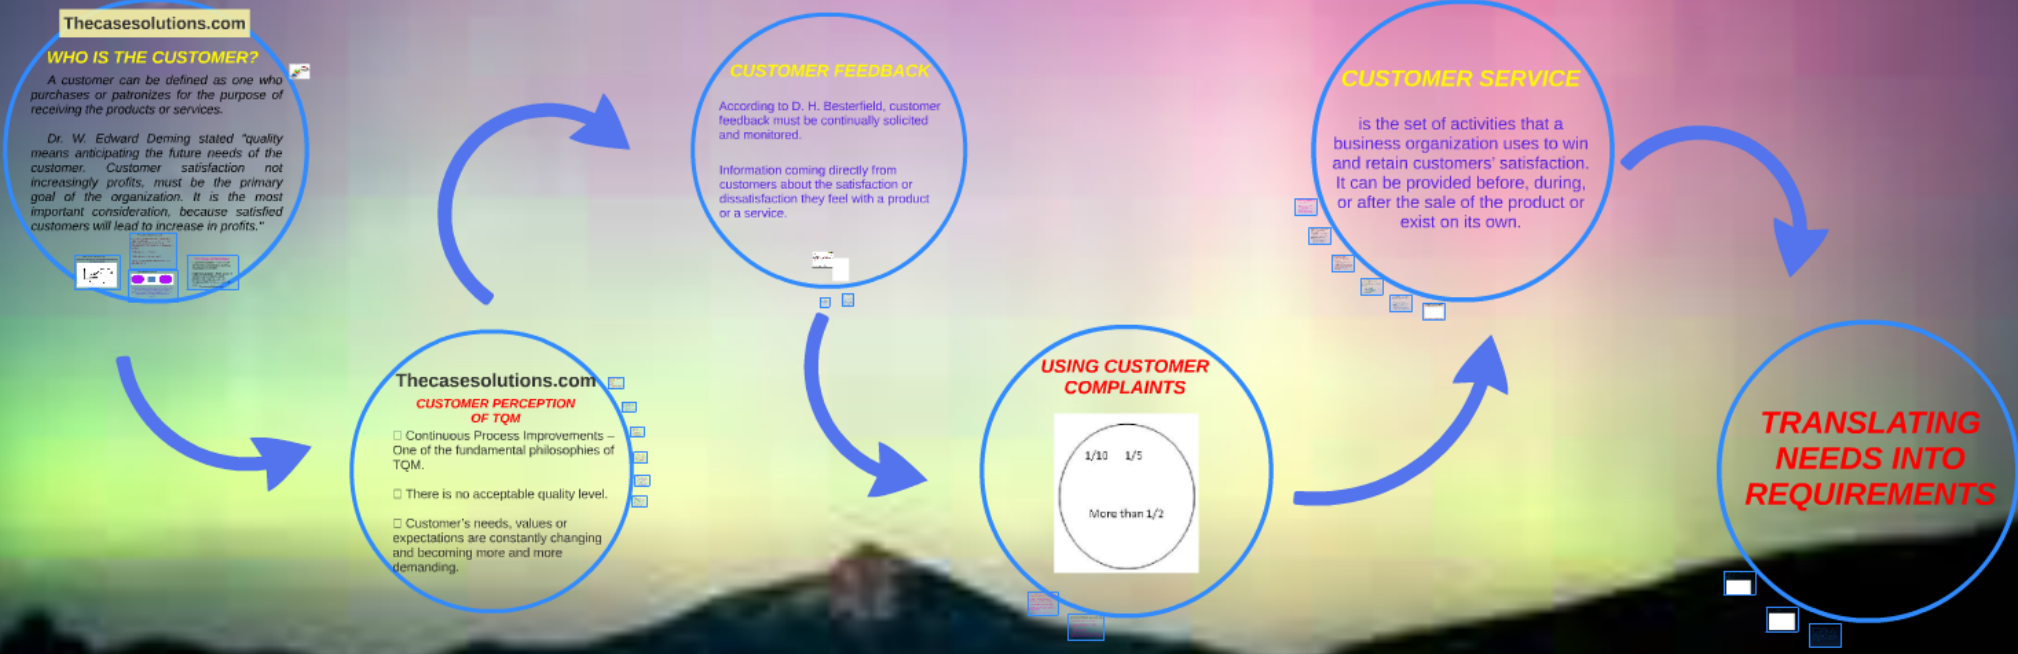 Thecasesolutions.com
WHO IS THE CUSTOMER?
A customer can be defined as one who
purchases or patronizes for the purpose of
receiving the products or services.
Dr. W. Edward Deming stated "quality
means anticipating the future needs of the
customer. Customer satisfaction not
increasingly profits, must be the primary
goal of the organization. It is the most
important consideration, because satisfied
customers will lead to increase in profits."
Thecasesolutions.com
CUSTOMER PERCEPTION
OF TQM
Continuous Process Improvements –
One of the fundamental philosophies of
TQM.
There is no acceptable quality level.
Customer's needs, values or
expectations are constantly changing
and becoming more and more
demanding.
CUSTOMER FEEDBACK
According to D. H. Besterfield, customer
feedback must be continually solicited
and monitored.
Information coming directly from
customers about the satisfaction or
dissatisfaction they feel with a product
or a service.
USING CUSTOMER
COMPLAINTS
1/10 1/5
More than 1/2
CUSTOMER SERVICE
is the set of activities that a
business organization uses to win
and retain customers' satisfaction.
It can be provided before, during,
or after the sale of the product or
exist on its own.
TRANSLATING
NEEDS INTO
REQUIREMENTS